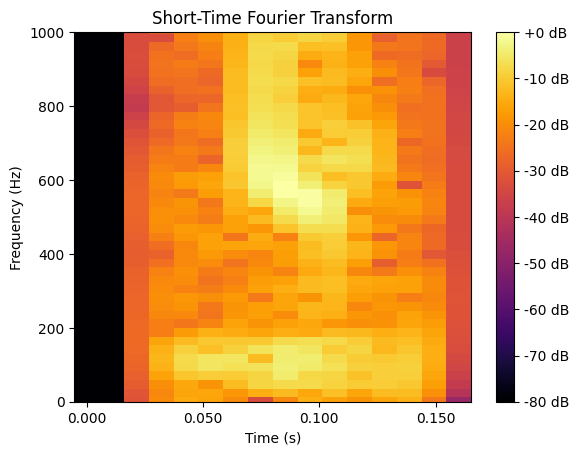 Short-Time Fourier Transform
1000
800
600
400
200
0
Frequency (Hz)
0.000
0.050
0.100
0.150
Time (s)
+0 dB
-10 dB
-20 dB
-30 dB
-40 dB
-50 dB
-60 dB
-70 dB
-80 dB